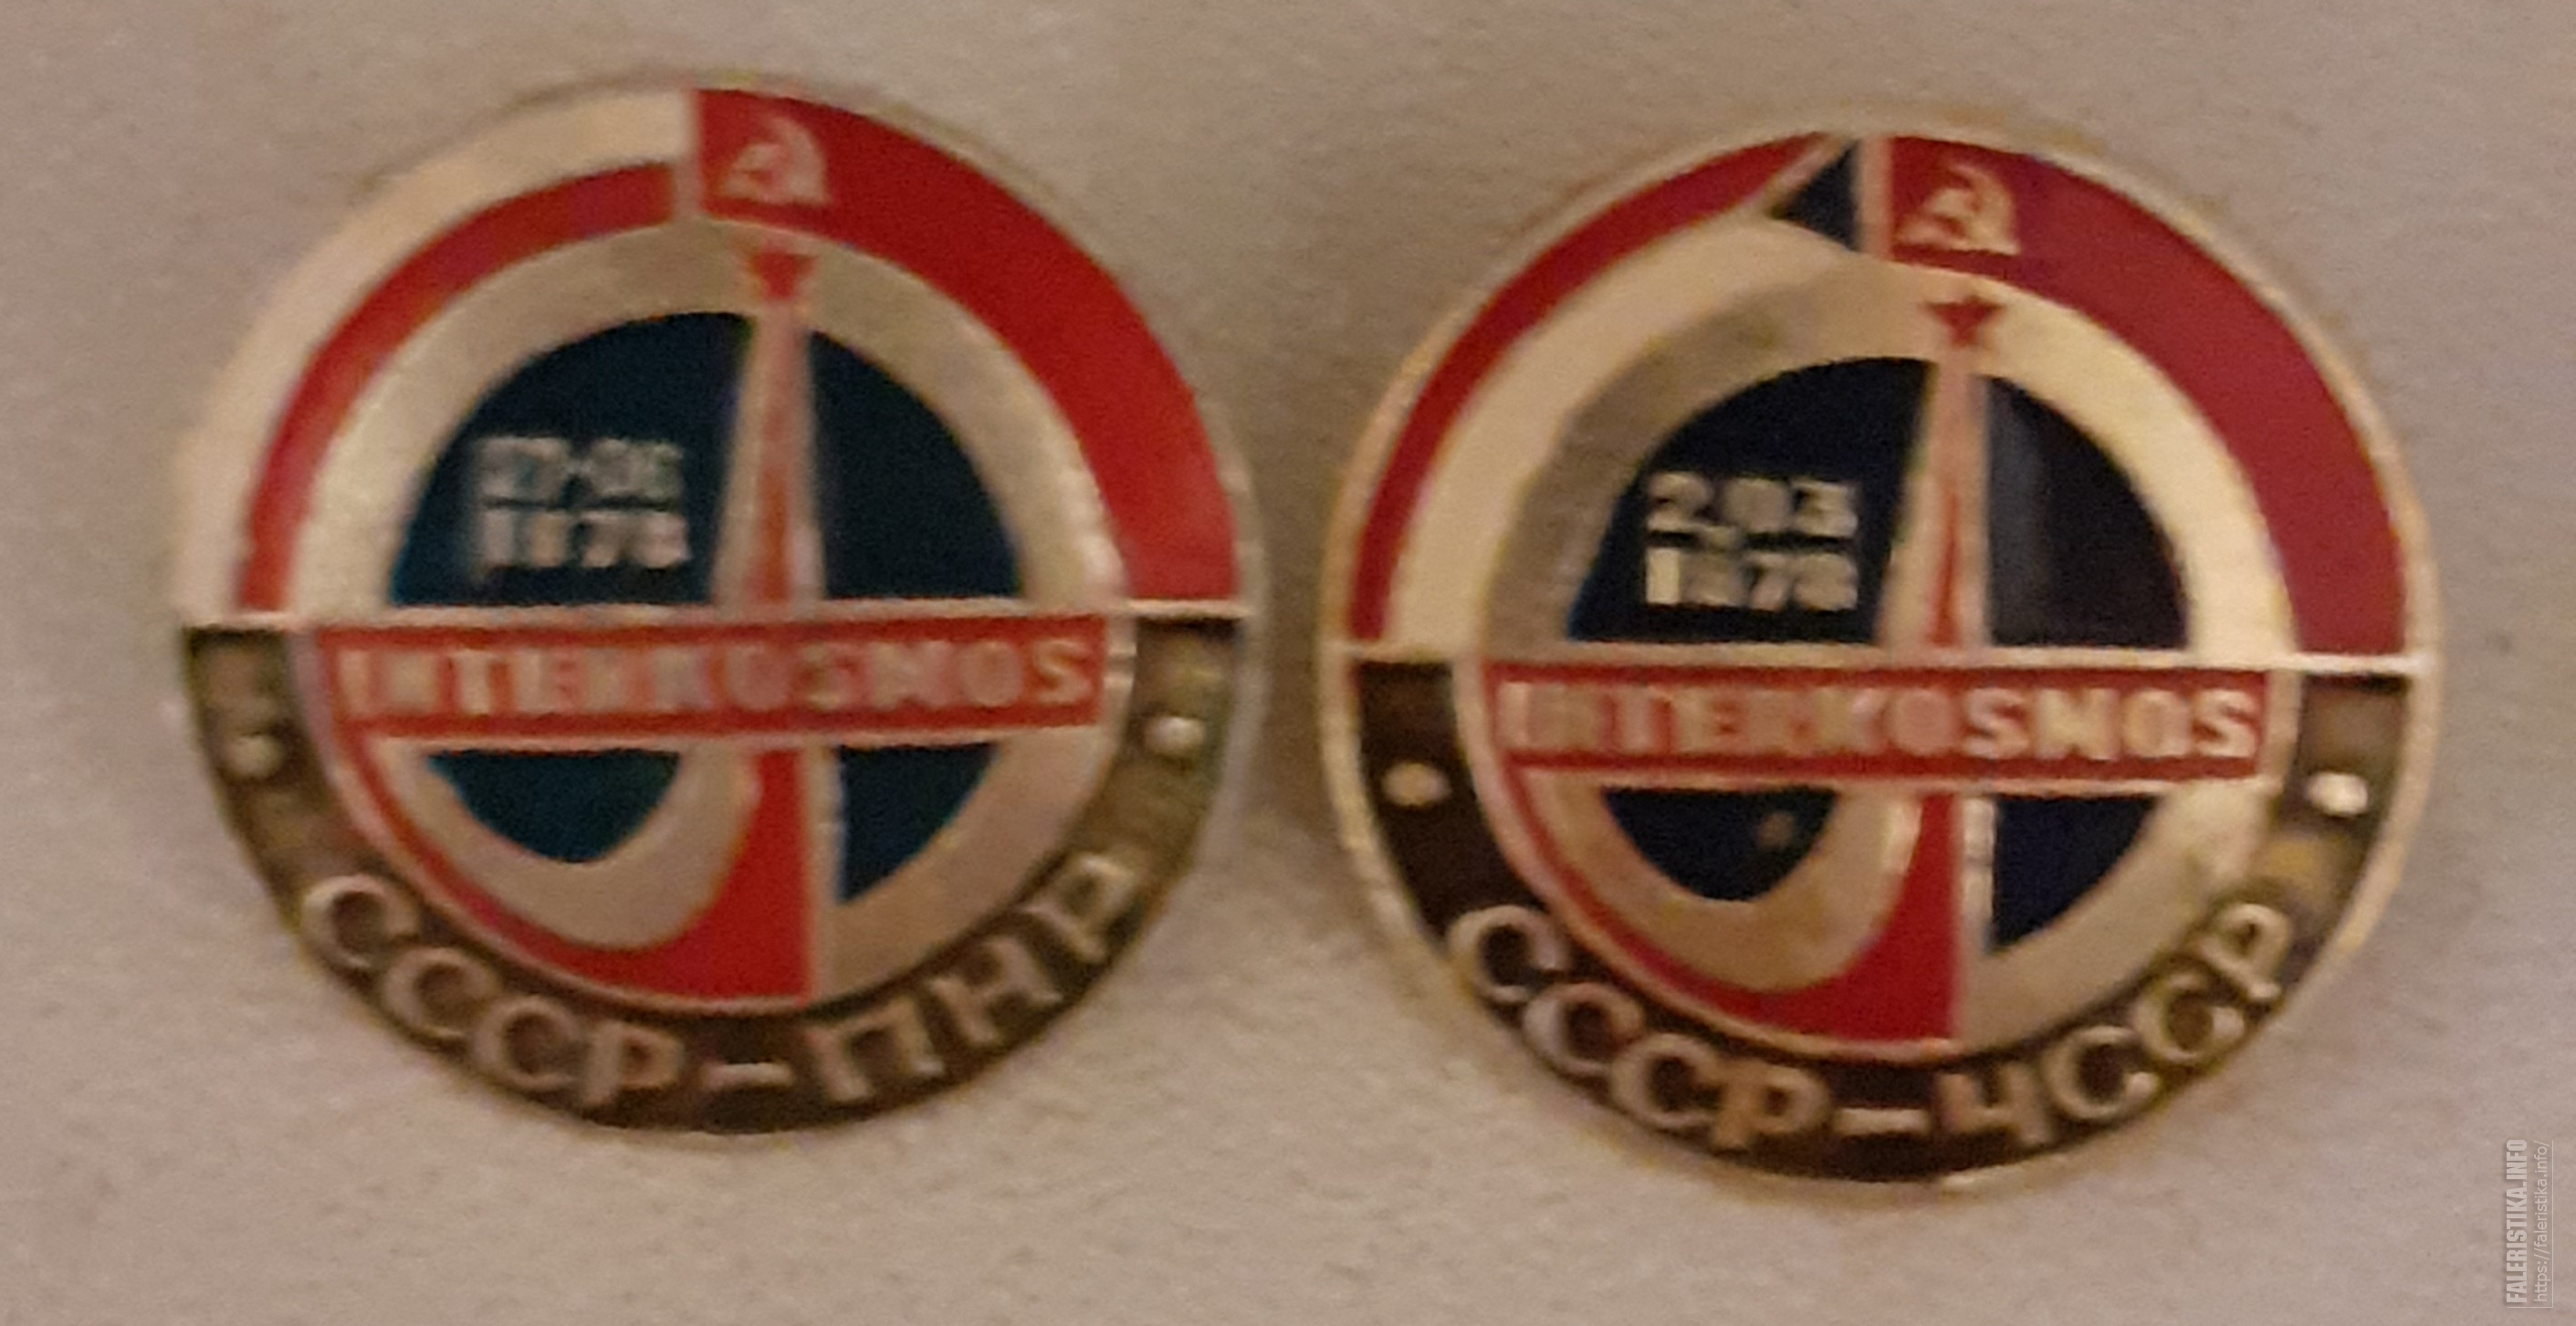 1978
INTERKOSMOS
СССР-ПНР
2.03
1978
INTERKOSMOS
СССР-ЧССР
FALERISTIKA.INFO
https://faleristika.info/